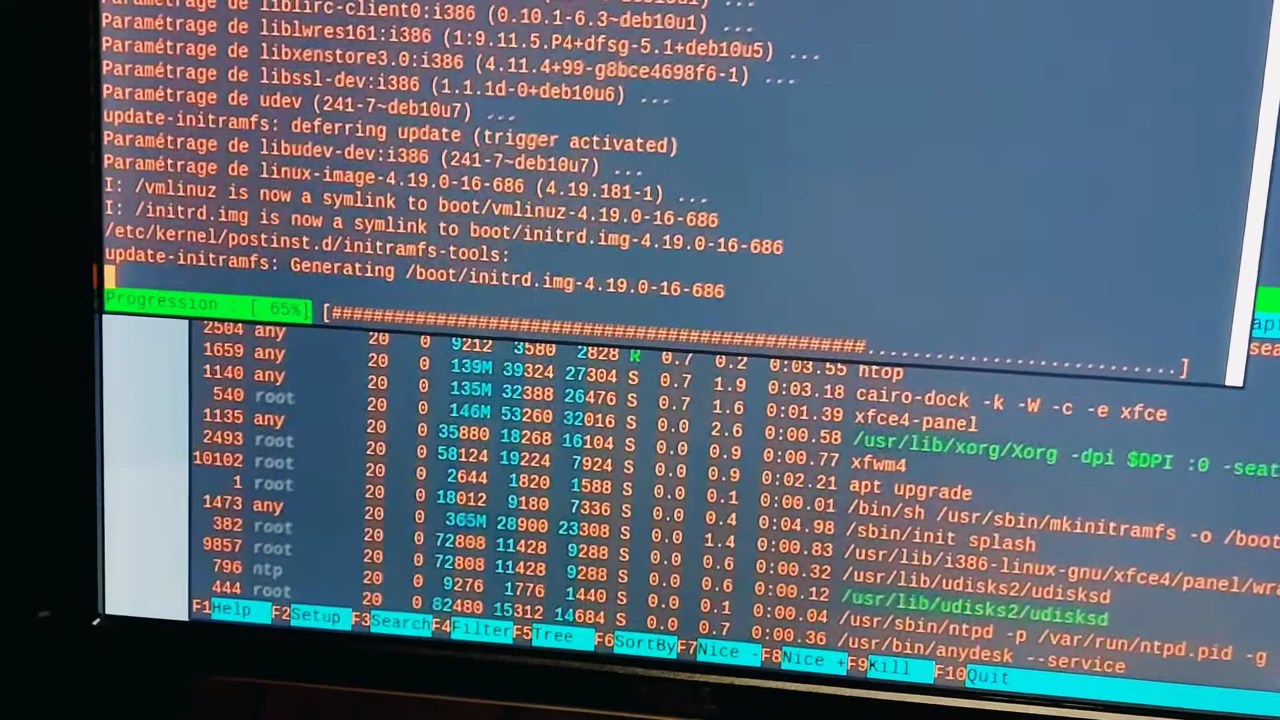 Paramétrage de liblirc-client0:i386 (0.10.1-6.3~deb10u1) ...
Paramétrage de liblwres161:i386 (1:9.11.5.P4+dfsg-5.1+deb10u5) ...
Paramétrage de libxenstore3.0:i386 (4.11.4+99-g8bce4698f6-1) ...
Paramétrage de libssl-dev:i386 (1.1.1d-0+deb10u6) ...
Paramétrage de udev (241-7~deb10u7) ...
update-initramfs: deferring update (trigger activated)
Paramétrage de libudev-dev:i386 (241-7~deb10u7) ...
Paramétrage de linux-image-4.19.0-16-686 (4.19.181-1) ...
I: /vmlinuz is now a symlink to boot/vmlinuz-4.19.0-16-686
I: /initrd.img is now a symlink to boot/initrd.img-4.19.0-16-686
/etc/kernel/postinst.d/initramfs-tools:
update-initramfs: Generating /boot/initrd.img-4.19.0-16-686
Progression : [ 65%] [###################################################..............................]
2504 any 20 0 9212 3580 2828 R 0.7 0.2 0:03.55 htop
1659 any 20 0 139M 39324 27304 S 0.7 1.9 0:03.18 cairo-dock -k -W -c -e xfce
1140 any 20 0 135M 32388 26476 S 0.7 1.6 0:01.39 xfce4-panel
540 root 20 0 146M 53260 32016 S 0.0 2.6 0:00.58 /usr/lib/xorg/Xorg -dpi $DPI :0 -seat
1135 any 20 0 35880 18268 16104 S 0.0 0.9 0:00.77 xfwm4
2493 root 20 0 58124 19224 7924 S 0.0 0.9 0:02.21 apt upgrade
10102 root 20 0 2644 1820 1588 S 0.0 0.1 0:00.01 /bin/sh /usr/sbin/mkinitramfs -o /boot
1 root 20 0 18012 9180 7336 S 0.0 0.4 0:04.98 /sbin/init splash
1473 any 20 0 365M 28900 23308 S 0.0 1.4 0:00.83 /usr/lib/i386-linux-gnu/xfce4/panel/wra
382 root 20 0 72808 11428 9288 S 0.0 0.6 0:00.32 /usr/lib/udisks2/udisksd
9857 root 20 0 72808 11428 9288 S 0.0 0.6 0:00.12 /usr/lib/udisks2/udisksd
796 ntp 20 0 9276 1776 1440 S 0.0 0.1 0:00.04 /usr/sbin/ntpd -p /var/run/ntpd.pid -g
444 root 20 0 82480 15312 14684 S 0.0 0.7 0:00.36 /usr/bin/anydesk --service
F1Help F2Setup F3Search F4Filter F5Tree F6SortBy F7Nice - F8Nice + F9Kill F10Quit